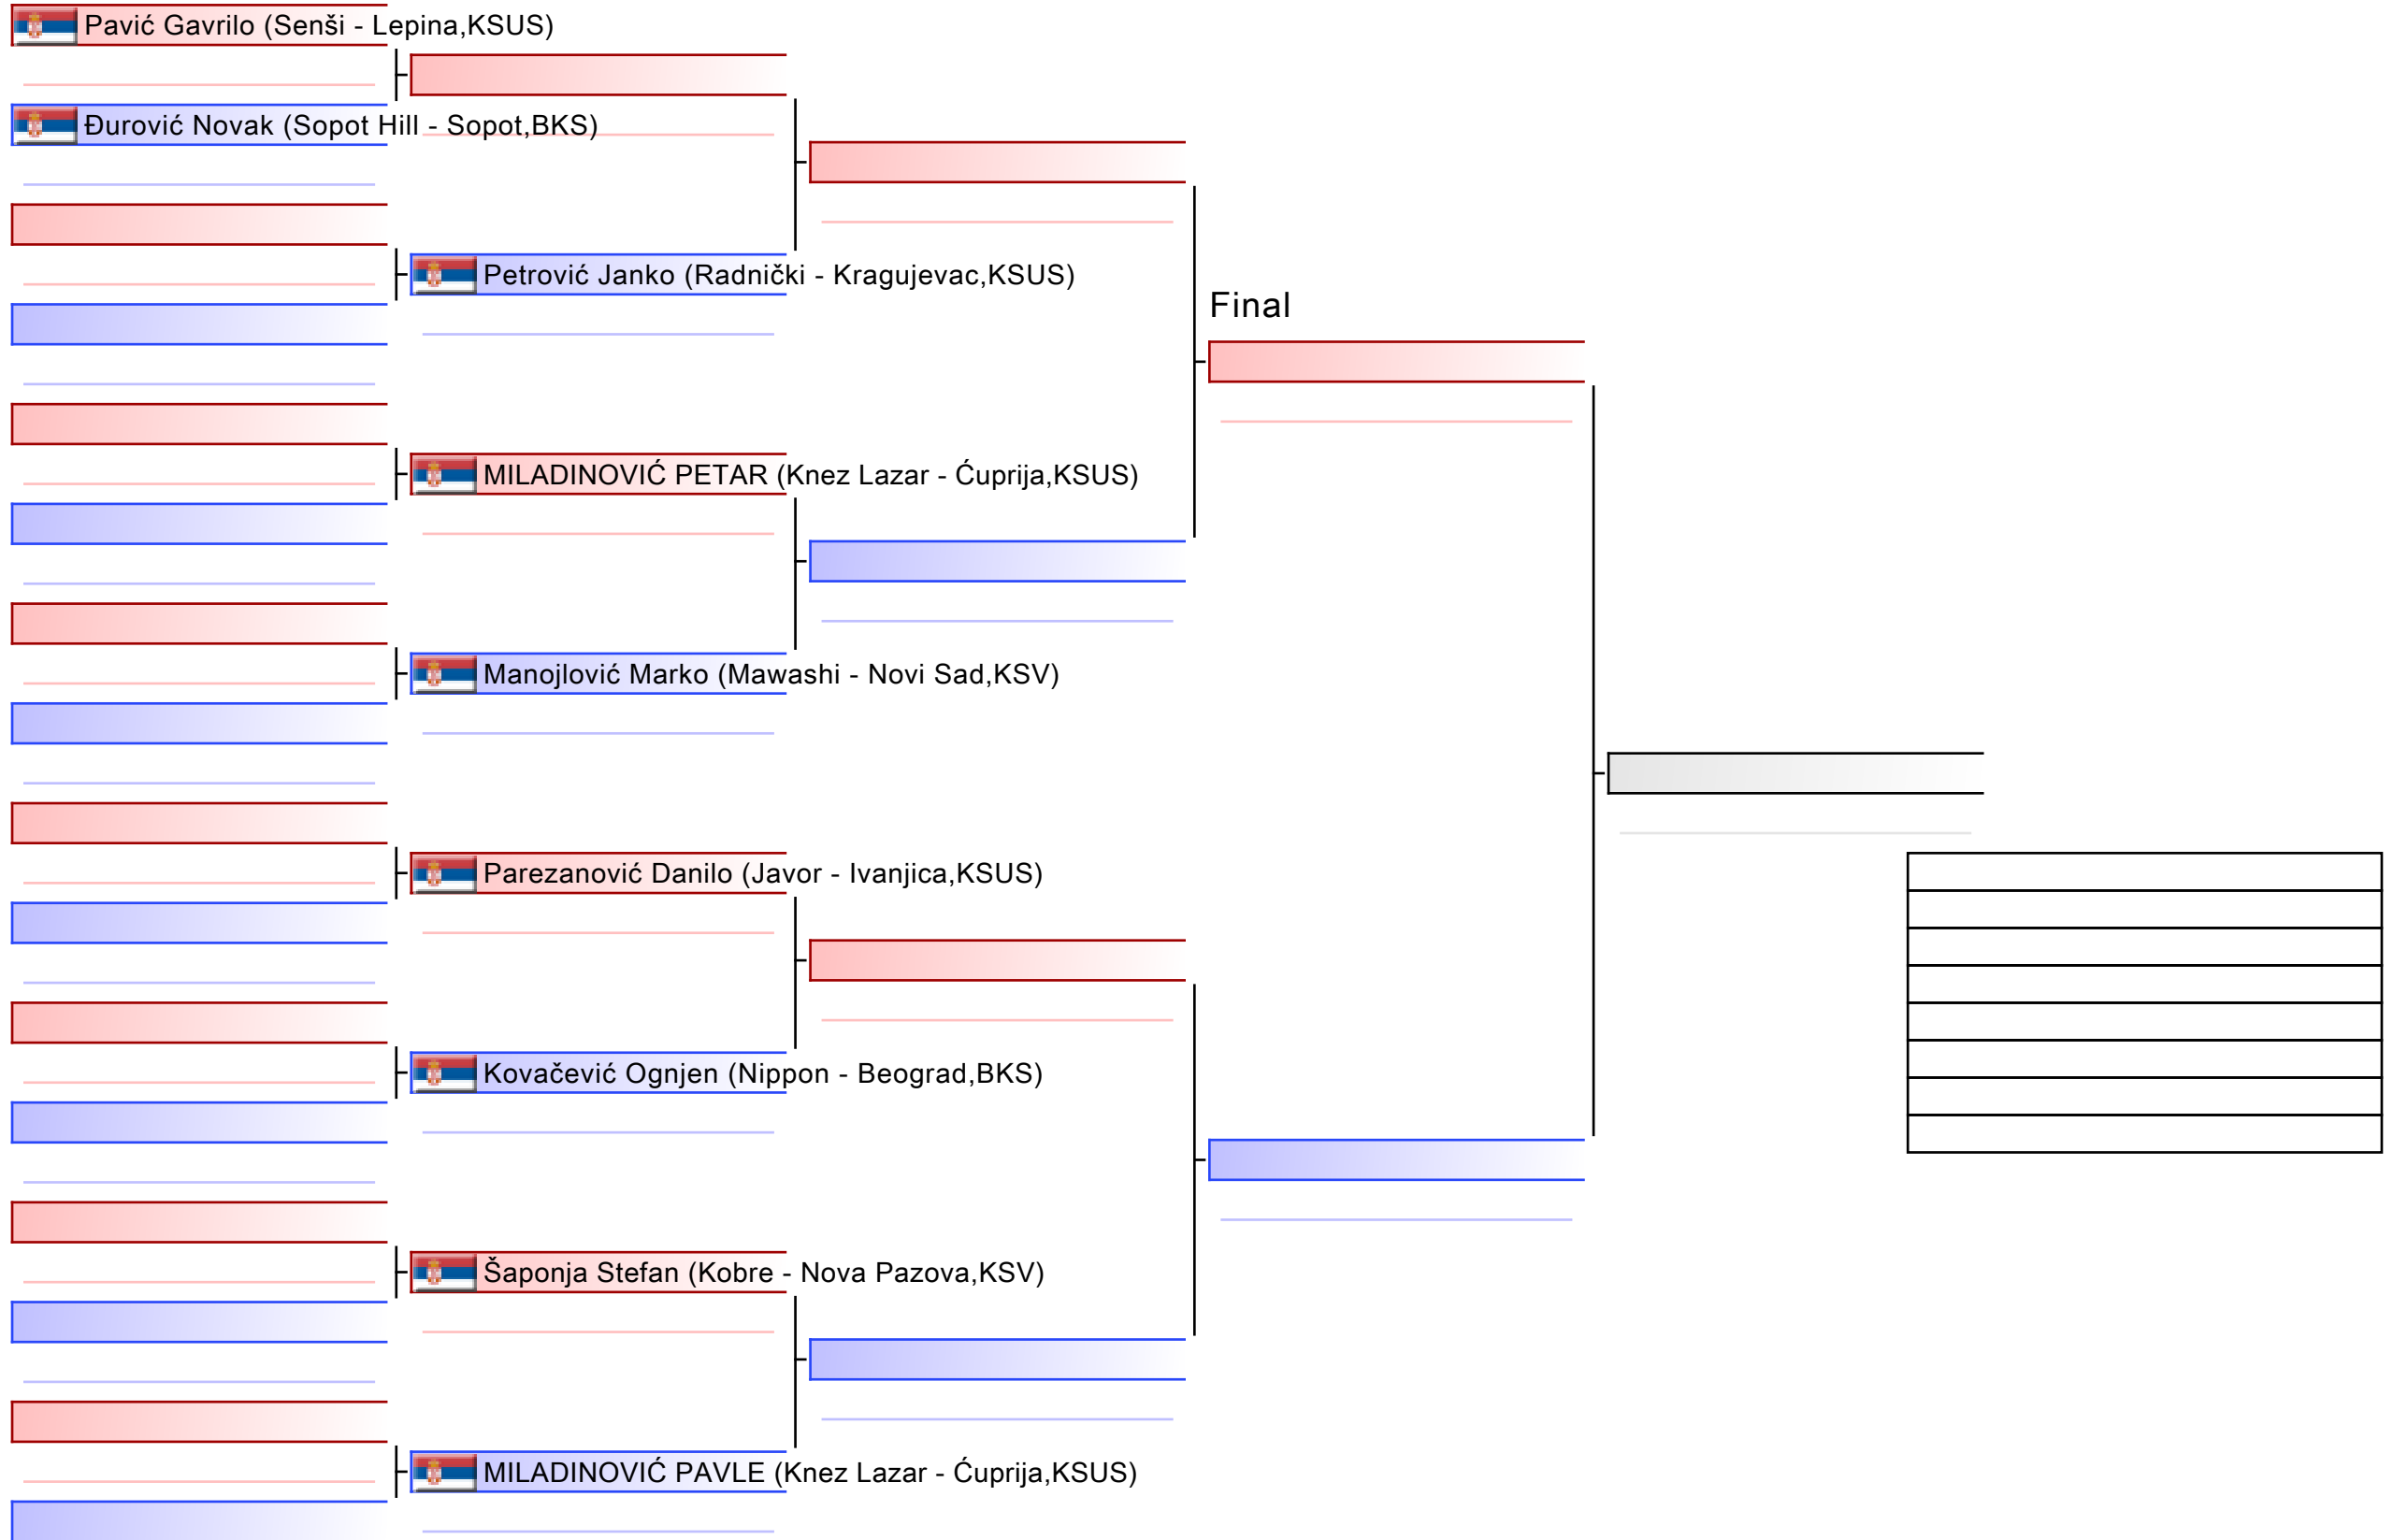 Pavić Gavrilo (Senši - Lepina,KSUS)
Đurović Novak (Sopot Hill - Sopot,BKS)
Petrović Janko (Radnički - Kragujevac,KSUS)
Final
MILADINOVIĆ PETAR (Knez Lazar - Ćuprija,KSUS)
Manojlović Marko (Mawashi - Novi Sad,KSV)
Parezanović Danilo (Javor - Ivanjica,KSUS)
Kovačević Ognjen (Nippon - Beograd,BKS)
Šaponja Stefan (Kobre - Nova Pazova,KSV)
MILADINOVIĆ PAVLE (Knez Lazar - Ćuprija,KSUS)